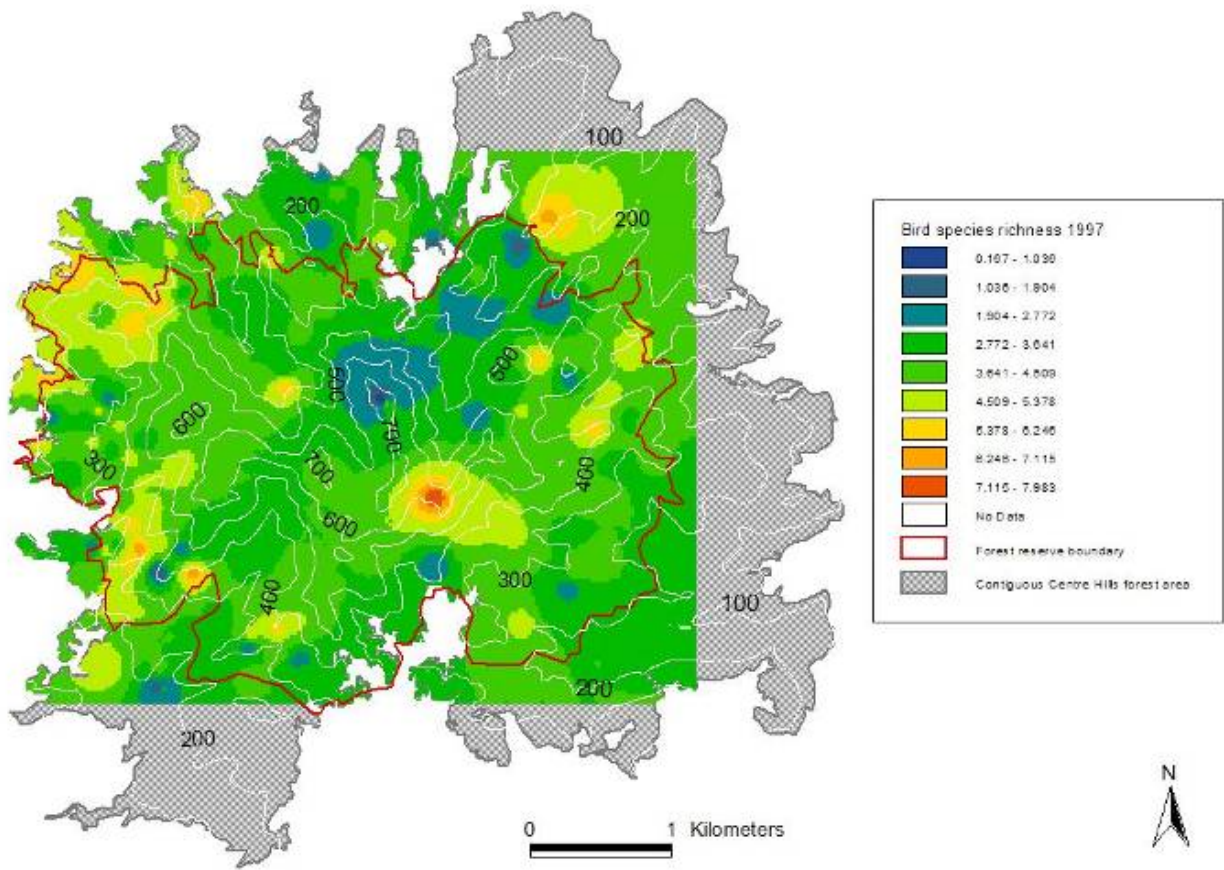 100
200
200
500
500
600
700
400
300
700
600
300
400
100
200
200
Bird species richness 1997
0.167 - 1.036
1.036 - 1.904
1.904 - 2.772
2.772 - 3.641
3.641 - 4.509
4.509 - 5.378
5.378 - 6.246
6.246 - 7.115
7.115 - 7.983
No Data
Forest reserve boundary
Contiguous Centre Hills forest area
0 1 Kilometers
N